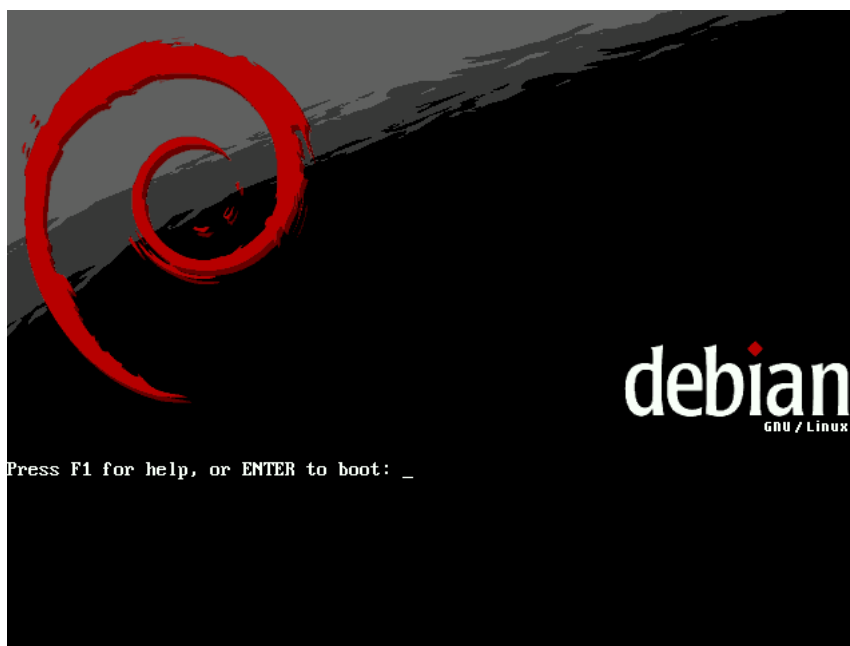 debian
GNU/Linux
Press F1 for help, or ENTER to boot: _